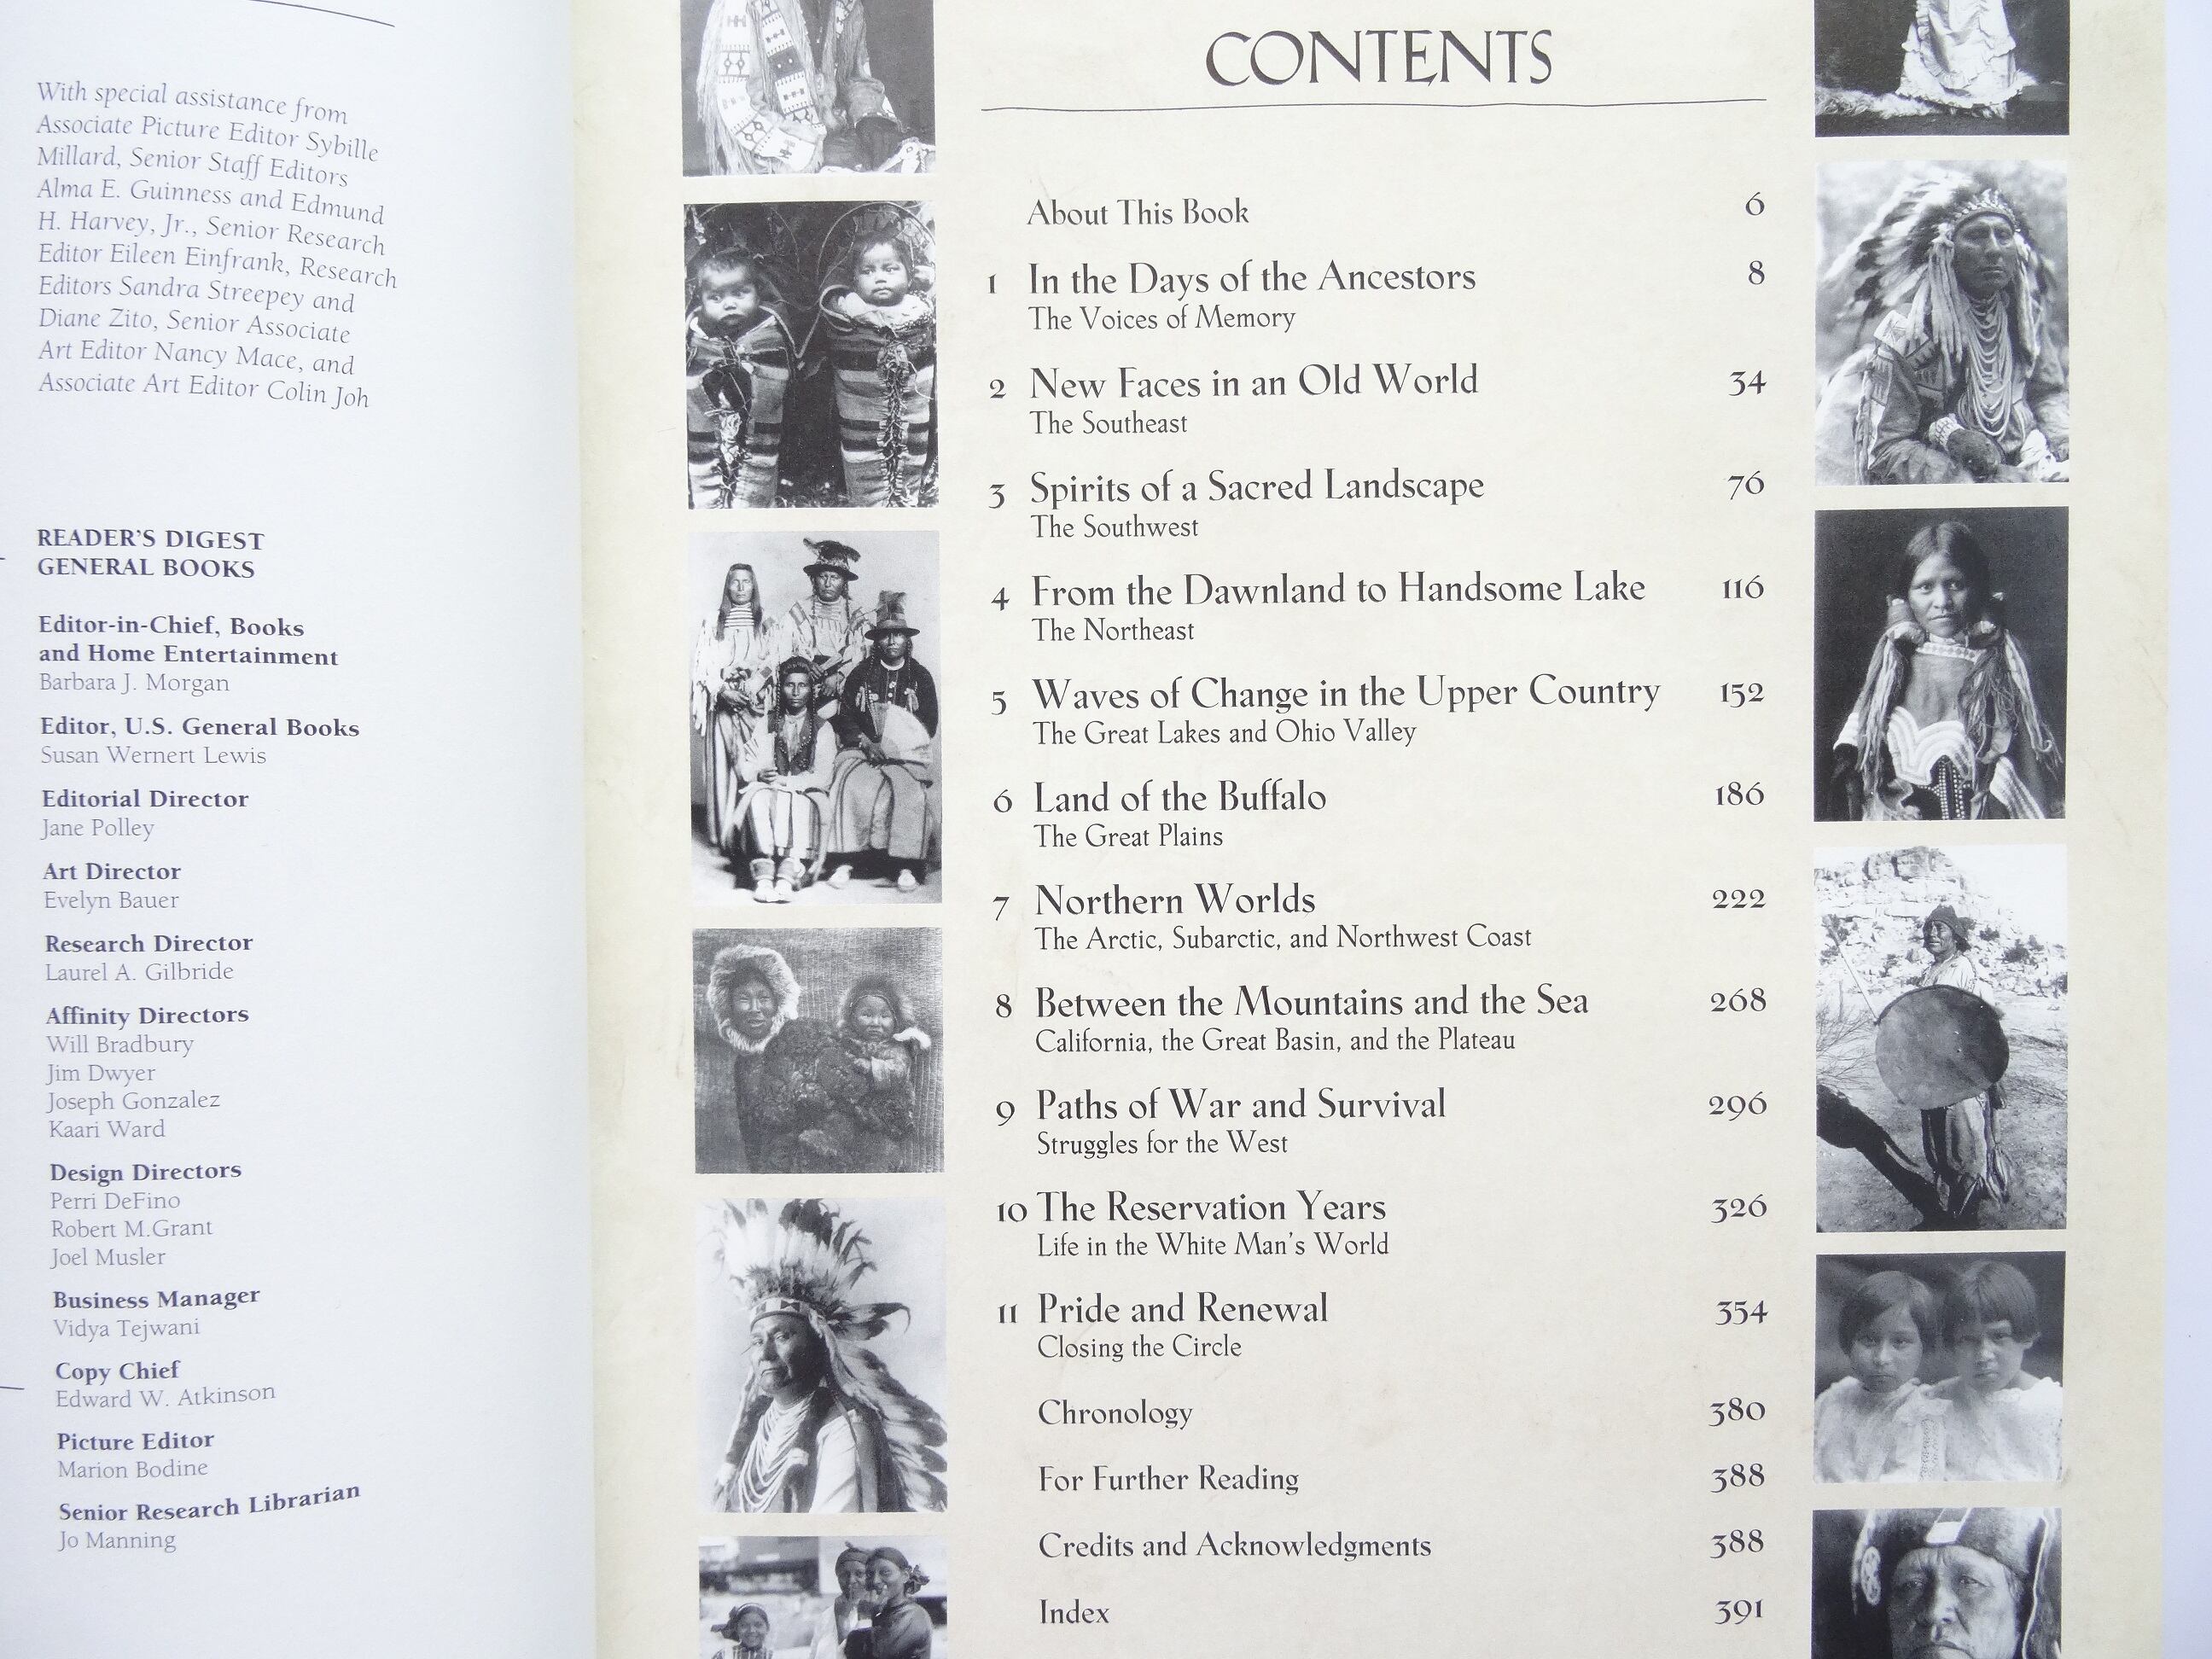 With special assistance from
Associate Picture Editor Sybille
Millard, Senior Staff Editors
Alma E. Guinness and Edmund
H. Harvey, Jr., Senior Research
Editor Eileen Einfrank, Research
Editors Sandra Streepey and
Diane Zito, Senior Associate
Art Editor Nancy Mace, and
Associate Art Editor Colin Joh
READER'S DIGEST
GENERAL BOOKS
Editor-in-Chief, Books
and Home Entertainment
Barbara J. Morgan
Editor, U.S. General Books
Susan Wernert Lewis
Editorial Director
Jane Polley
Art Director
Evelyn Bauer
Research Director
Laurel A. Gilbride
Affinity Directors
Will Bradbury
Jim Dwyer
Joseph Gonzalez
Kaari Ward
Design Directors
Perri DeFino
Robert M.Grant
Joel Musler
Business Manager
Vidya Tejwani
Copy Chief
Edward W. Atkinson
Picture Editor
Marion Bodine
Senior Research Librarian
Jo Manning
CONTENTS
About This Book 6
1 In the Days of the Ancestors 8
The Voices of Memory
2 New Faces in an Old World 34
The Southeast
3 Spirits of a Sacred Landscape 76
The Southwest
4 From the Dawnland to Handsome Lake 116
The Northeast
5 Waves of Change in the Upper Country 152
The Great Lakes and Ohio Valley
6 Land of the Buffalo 186
The Great Plains
7 Northern Worlds 222
The Arctic, Subarctic, and Northwest Coast
8 Between the Mountains and the Sea 268
California, the Great Basin, and the Plateau
9 Paths of War and Survival 296
Struggles for the West
10 The Reservation Years 326
Life in the White Man's World
11 Pride and Renewal 354
Closing the Circle
Chronology 380
For Further Reading 388
Credits and Acknowledgments 388
Index 391